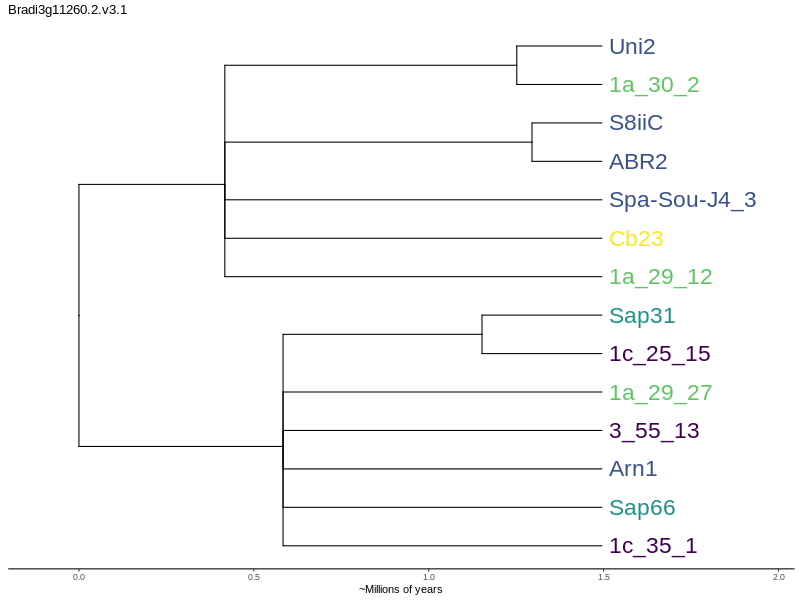 Bradi3g11260.2.v3.1
Uni2
1a_30_2
S8iiC
ABR2
Spa-Sou-J4_3
Cb23
1a_29_12
Sap31
1c_25_15
1a_29_27
3_55_13
Arn1
Sap66
1c_35_1
0.0 0.5 1.0 1.5 2.0
~Millions of years